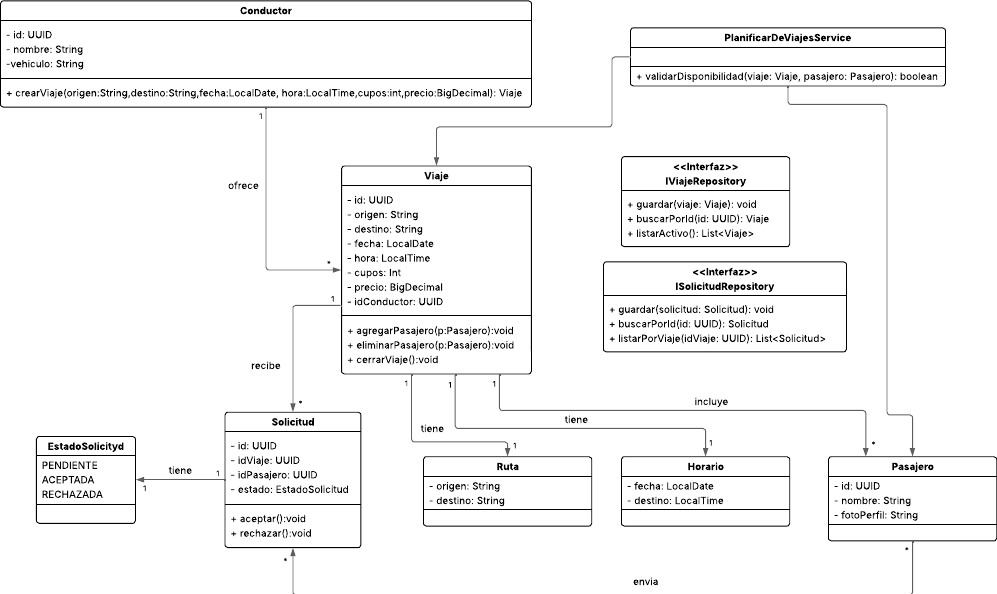 Conductor
- id: UUID
- nombre: String
-vehiculo: String
+ crearViaje(origen:String,destino:String,fecha:LocalDate, hora:LocalTime,cupos:int,precio:BigDecimal): Viaje
PlanificarDeViajesService
+ validarDisponibilidad(viaje: Viaje, pasajero: Pasajero): boolean
1
ofrece
*
Viaje
- id: UUID
- origen: String
- destino: String
- fecha: LocalDate
- hora: LocalTime
- cupos: Int
- precio: BigDecimal
- idConductor: UUID
+ agregarPasajero(p:Pasajero):void
+ eliminarPasajero(p:Pasajero):void
+ cerrarViaje():void
<<Interfaz>>
IViajeRepository
+ guardar(viaje: Viaje): void
+ buscarPorId(id: UUID): Viaje
+ listarActivo(): List<Viaje>
<<Interfaz>>
ISolicitudRepository
+ guardar(solicitud: Solicitud): void
+ buscarPorId(id: UUID): Solicitud
+ listarPorViaje(idViaje: UUID): List<Solicitud>
1
recibe
*
1
tiene
1
1
tiene
1
1
incluye
*
EstadoSolicityd
PENDIENTE
ACEPTADA
RECHAZADA
1
tiene
1
Solicitud
- id: UUID
- idViaje: UUID
- idPasajero: UUID
- estado: EstadoSolicitud
+ aceptar():void
+ rechazar():void
Ruta
- origen: String
- destino: String
Horario
- fecha: LocalDate
- destino: LocalTime
Pasajero
- id: UUID
- nombre: String
- fotoPerfil: String
*
envia
*